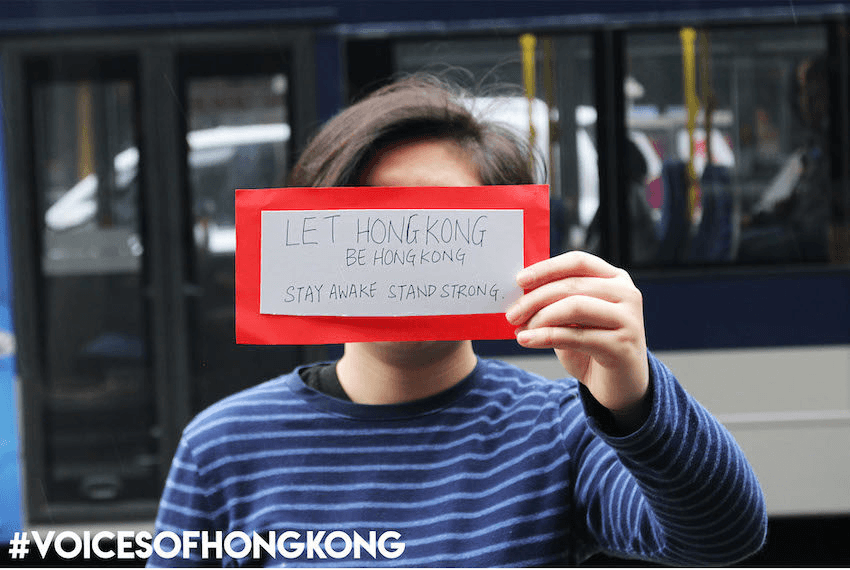 LET HONGKONG
BE HONGKONG
STAY AWAKE STAND STRONG.
#VOICESOFHONGKONG